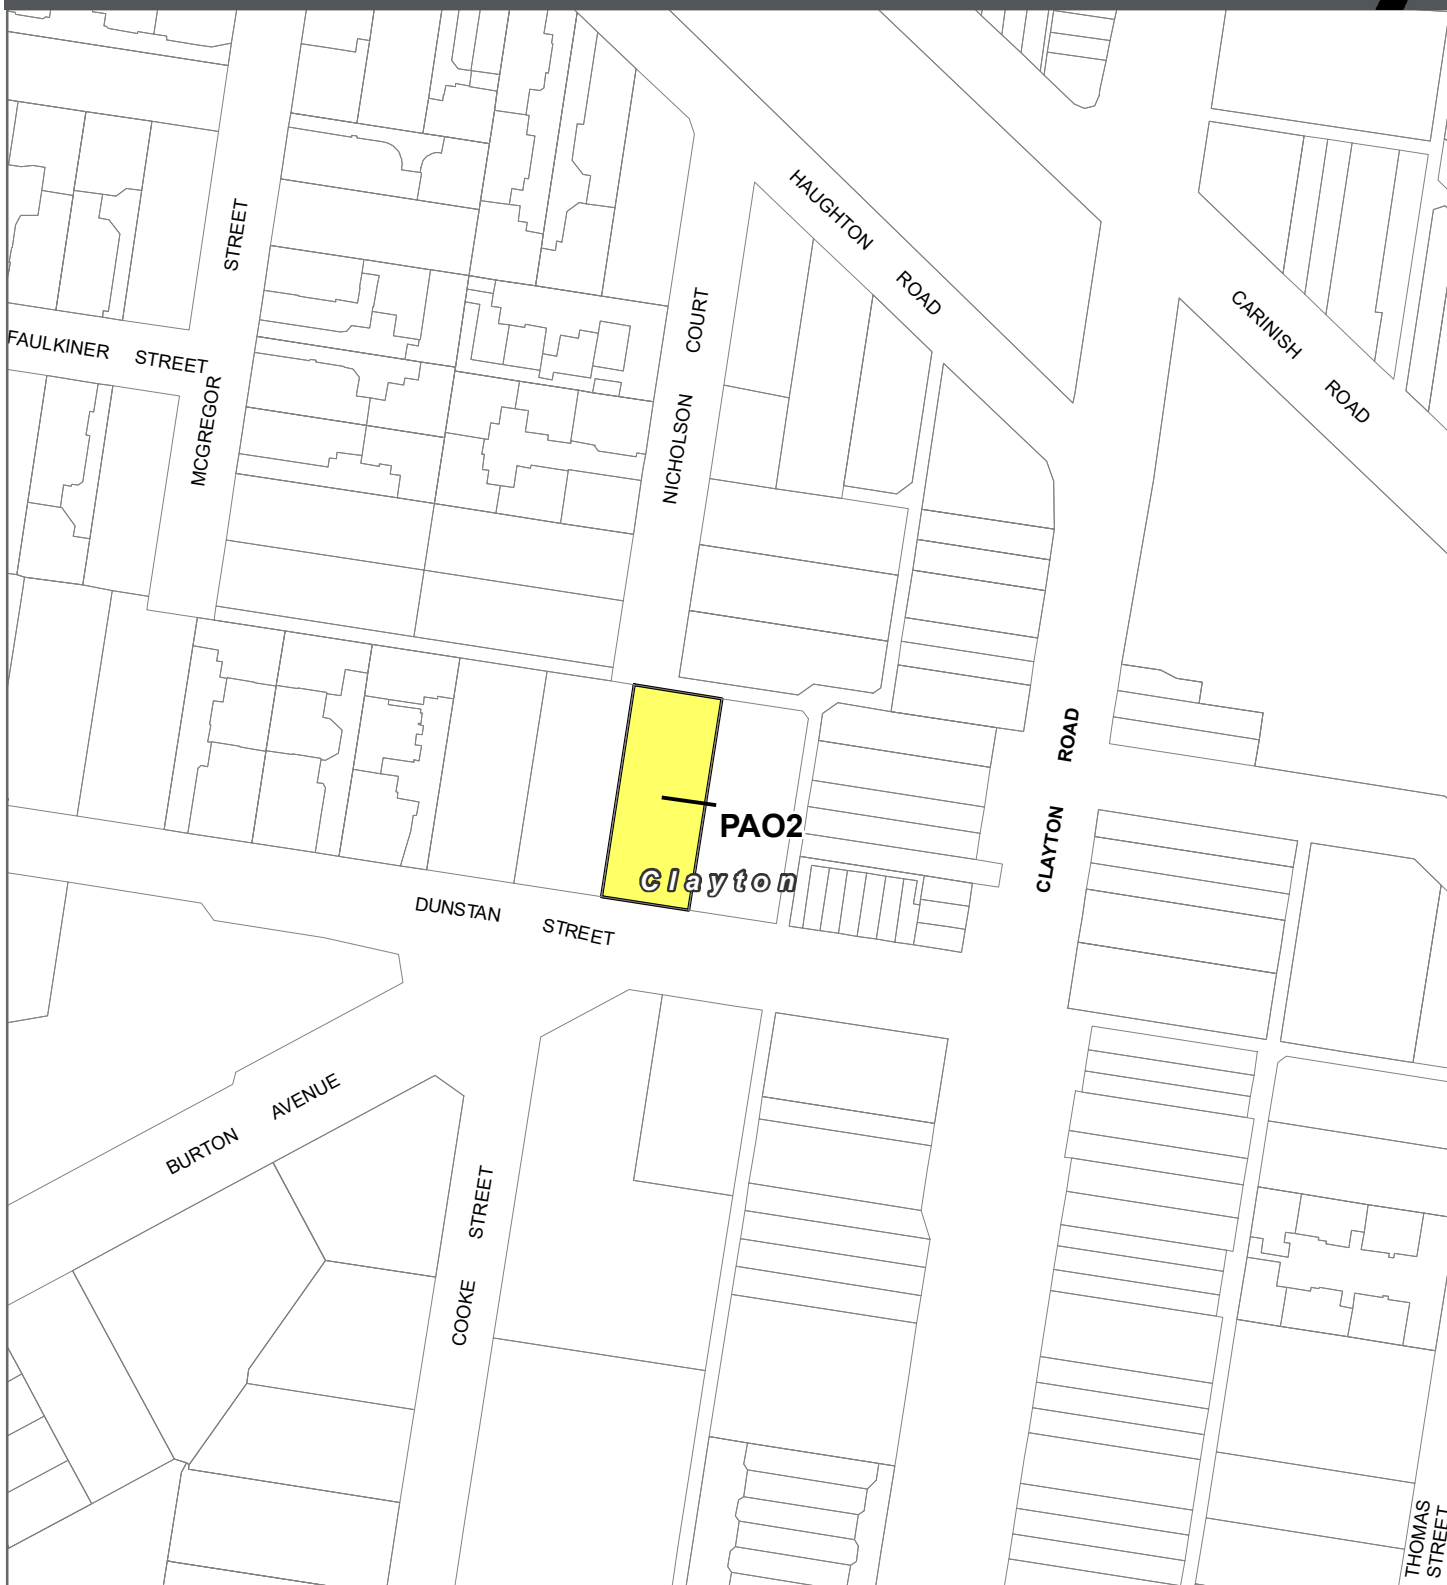 HAUGHTON ROAD
CARINISH ROAD
STREET
MCGREGOR
FAULKINER STREET
NICHOLSON COURT
CLAYTON ROAD
PAO2
Clayton
DUNSTAN STREET
BURTON AVENUE
COOKE STREET
THOMAS
STREET